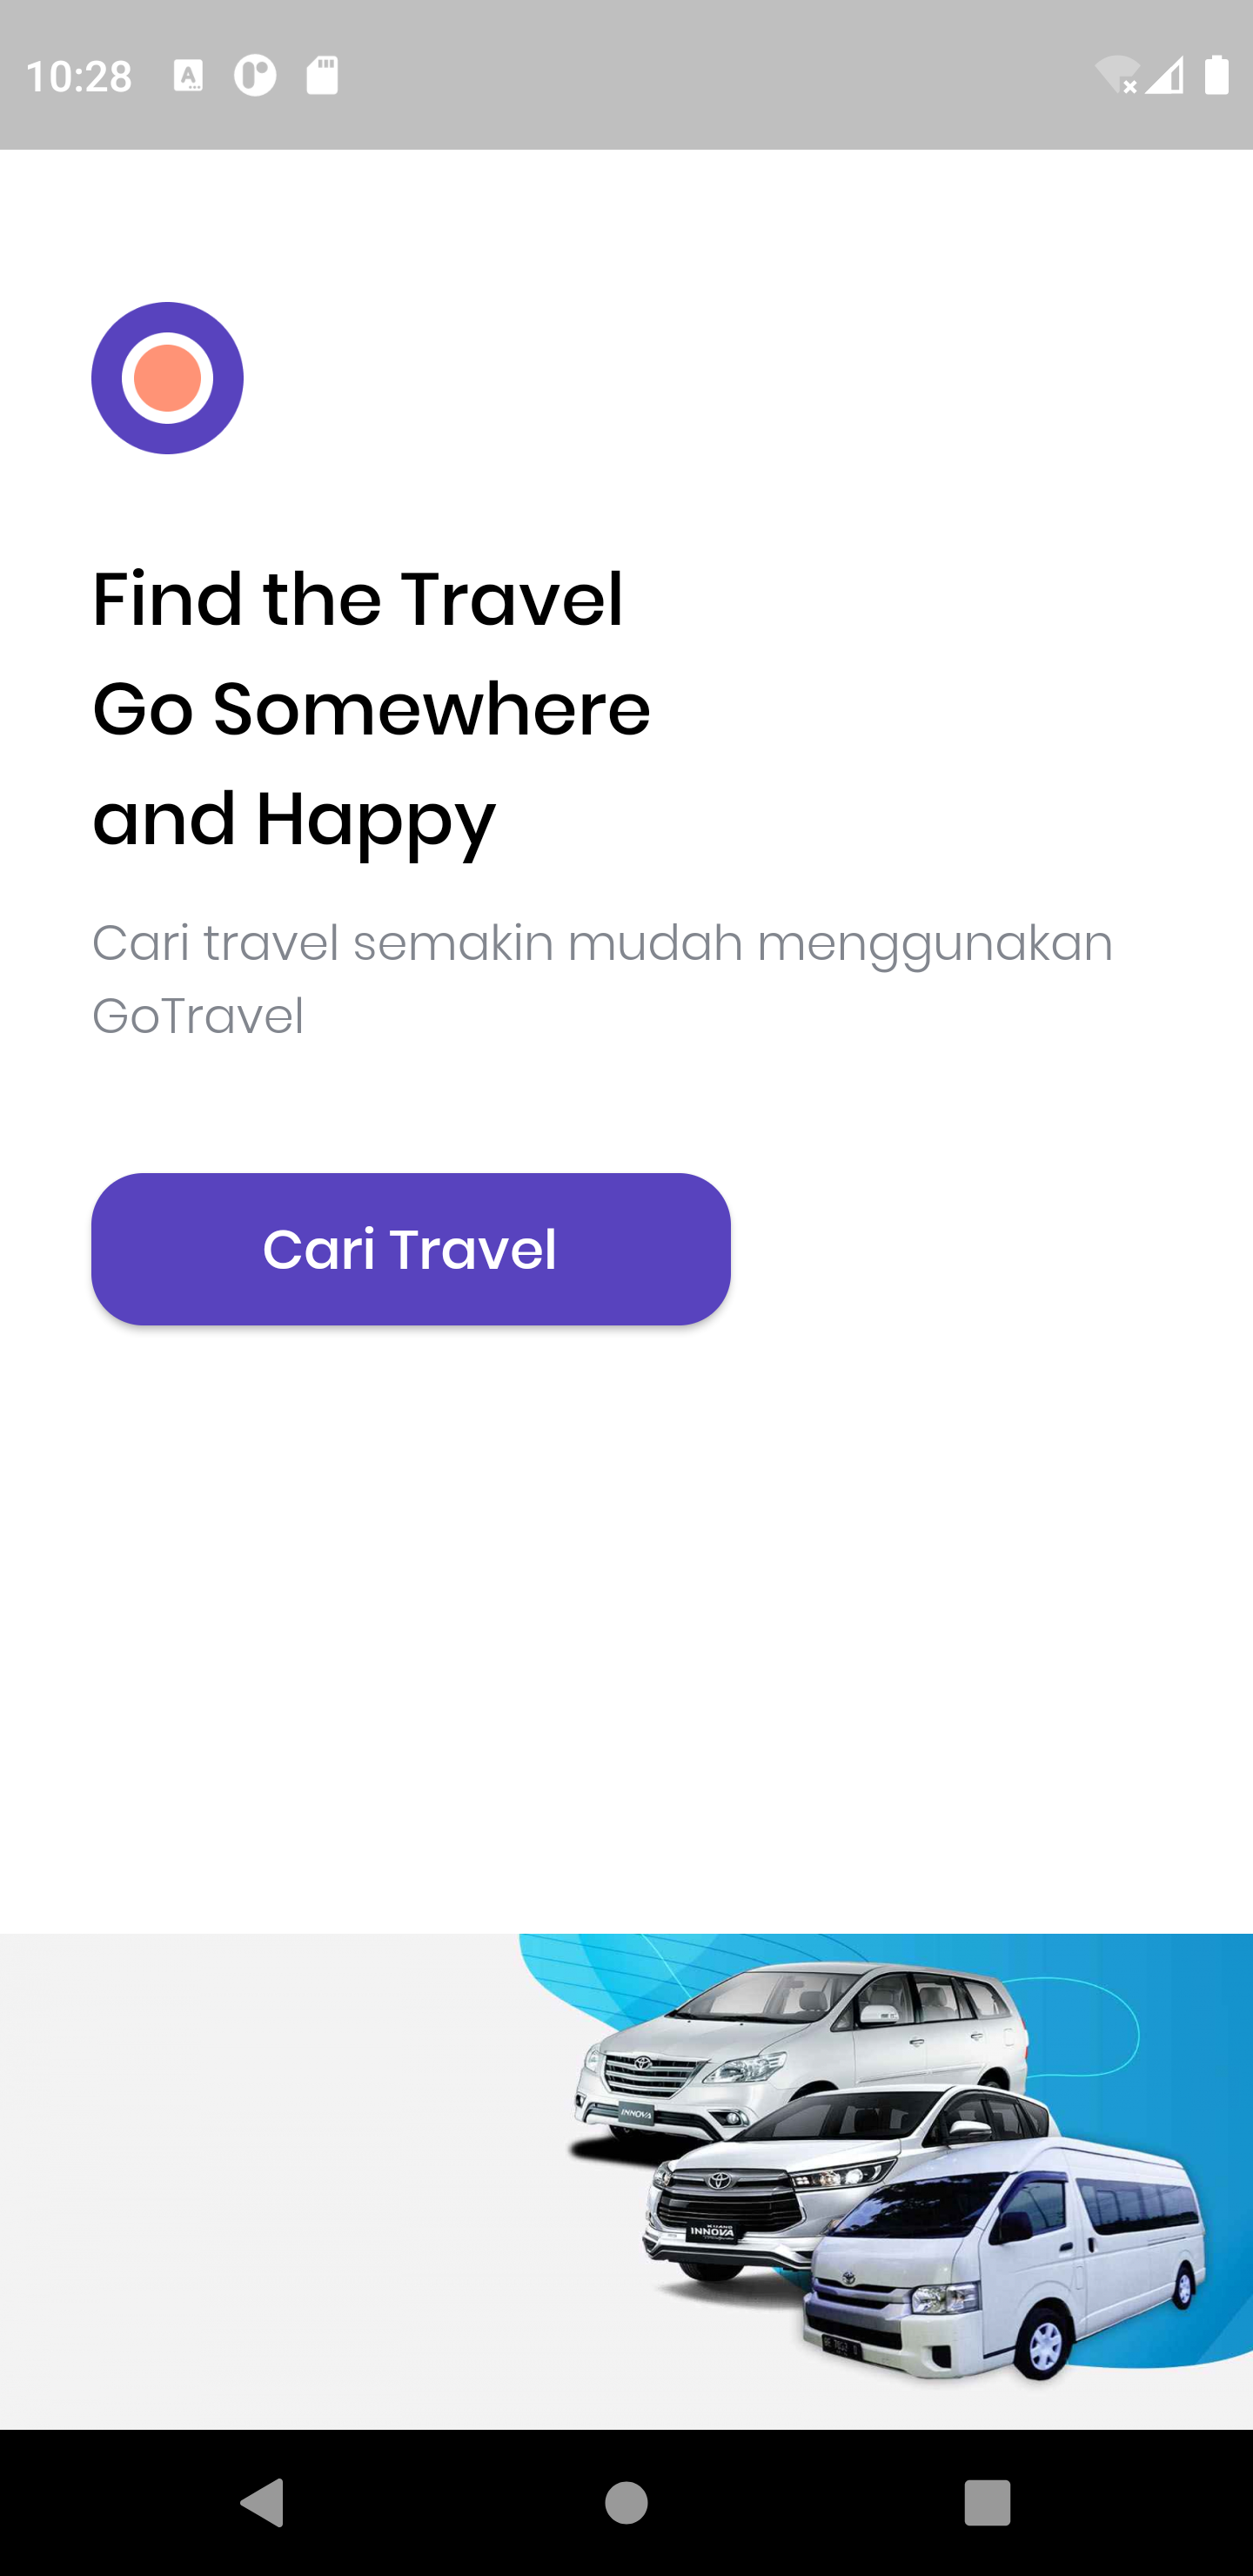 10:28
Find the Travel
Go Somewhere
and Happy
Cari travel semakin mudah menggunakan
GoTravel
Cari Travel
INNOVA
INNOVA